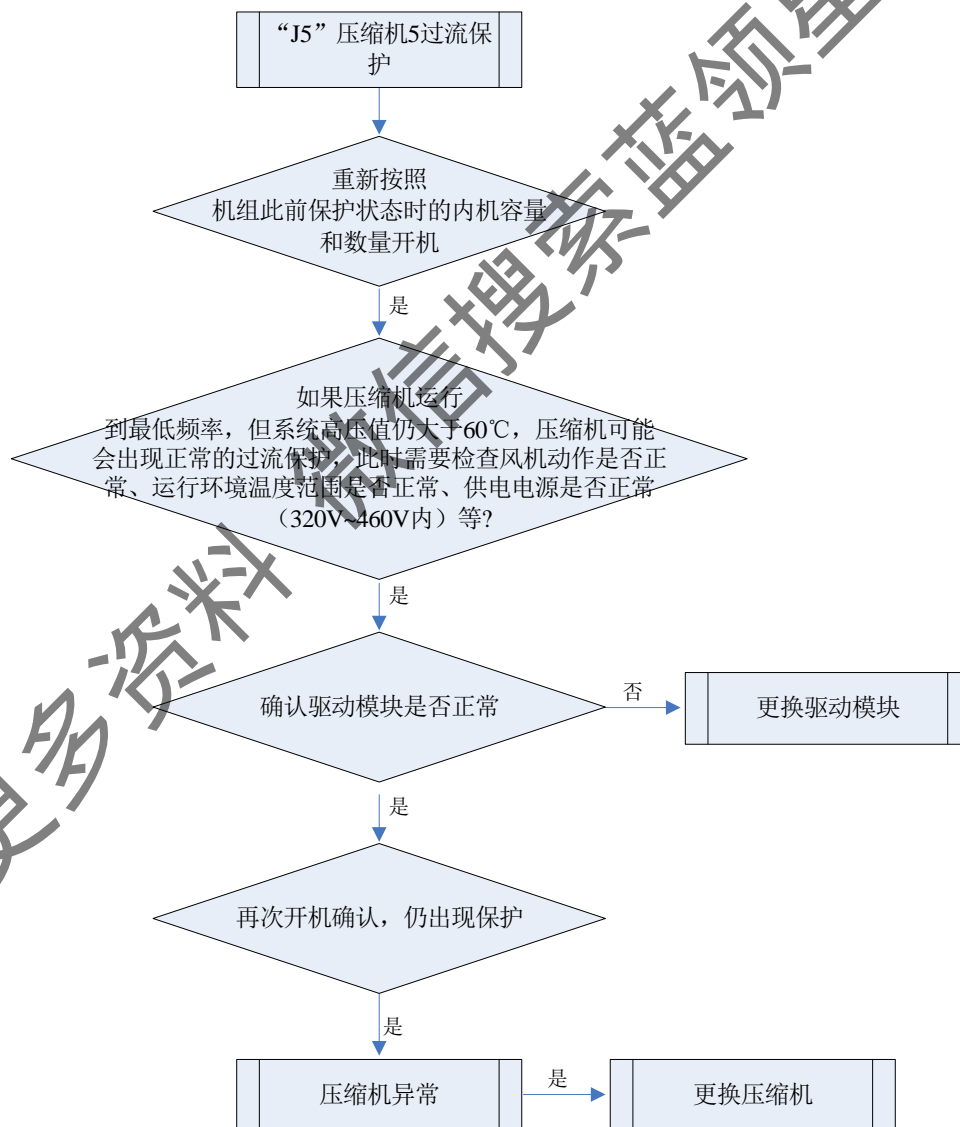 “J5”压缩机5过流保
护
重新按照
机组此前保护状态时的内机容量
和数量开机
是
如果压缩机运行
到最低频率，但系统高压值仍大于60℃，压缩机可能
会出现正常的过流保护，此时需要检查风机动作是否正
常、运行环境温度范围是否正常、供电电源是否正常
（320V~460V内）等?
是
确认驱动模块是否正常
否
更换驱动模块
是
再次开机确认，仍出现保护
是
压缩机异常
是
更换压缩机
更多资料 微信搜索蓝领星